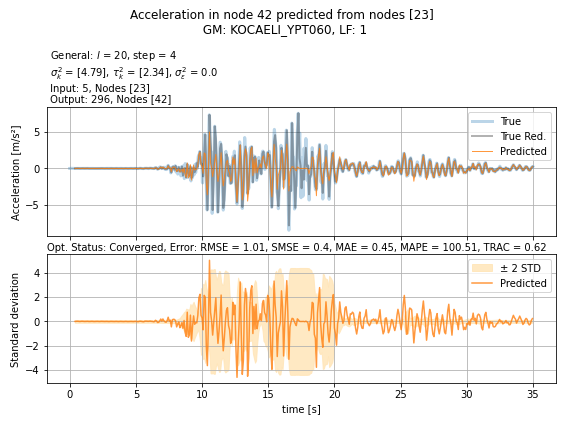 Acceleration in node 42 predicted from nodes [23]
GM: KOCAELI_YPT060, LF: 1
General: l = 20, step = 4
σ²ₖ = [4.79], τ²ₖ = [2.34], σ²ε = 0.0
Input: 5, Nodes [23]
Output: 296, Nodes [42]
Acceleration [m/s²]
5
0
−5
True
True Red.
Predicted
Opt. Status: Converged, Error: RMSE = 1.01, SMSE = 0.4, MAE = 0.45, MAPE = 100.51, TRAC = 0.62
Standard deviation
4
2
0
−2
−4
± 2 STD
Predicted
0 5 10 15 20 25 30 35
time [s]